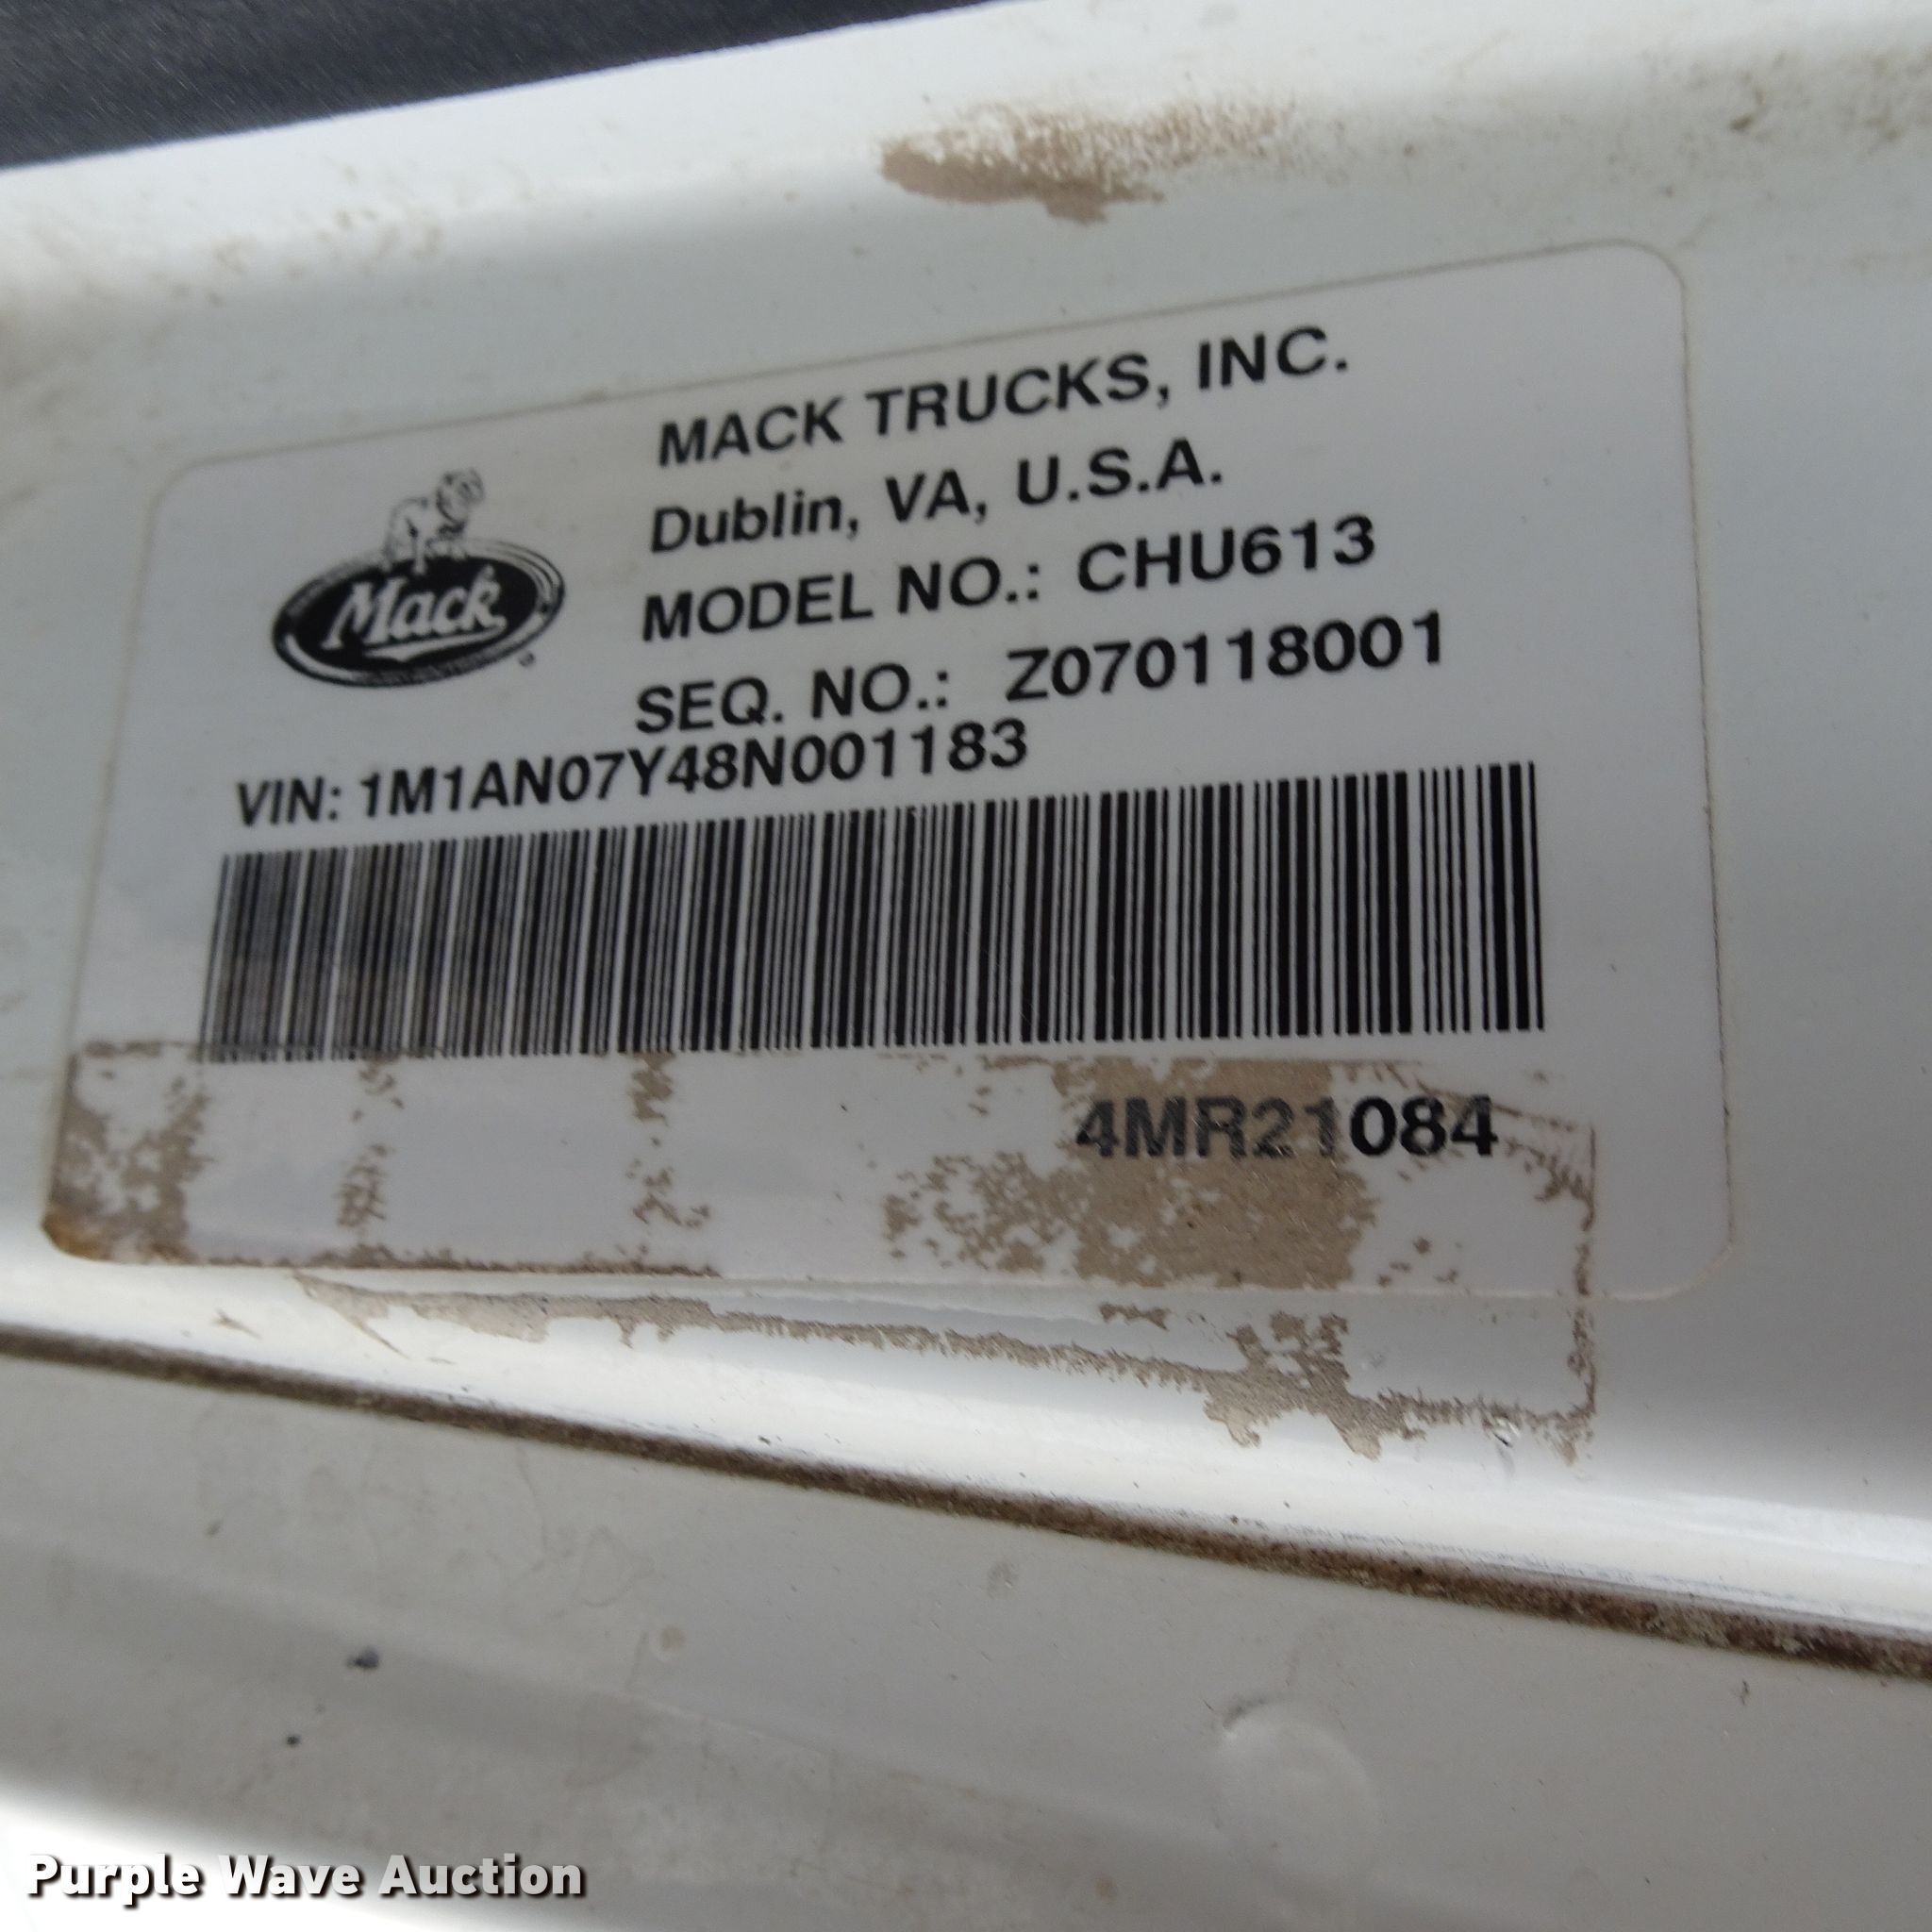 MACK TRUCKS, INC.
Dublin, VA, U.S.A.
MODEL NO.: CHU613
SEQ. NO.: Z070118001
Mack
VIN: 1M1AN07Y48N001183
4MR21084
Purple Wave Auction